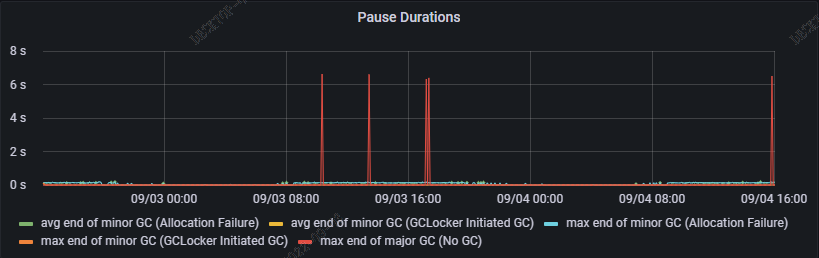 Pause Durations
8 s
6 s
4 s
2 s
0 s
09/03 00:00 09/03 08:00 09/03 16:00 09/04 00:00 09/04 08:00 09/04 16:00
avg end of minor GC (Allocation Failure) avg end of minor GC (GCLocker Initiated GC) max end of minor GC (Allocation Failure)
max end of minor GC (GCLocker Initiated GC) max end of major GC (No GC)